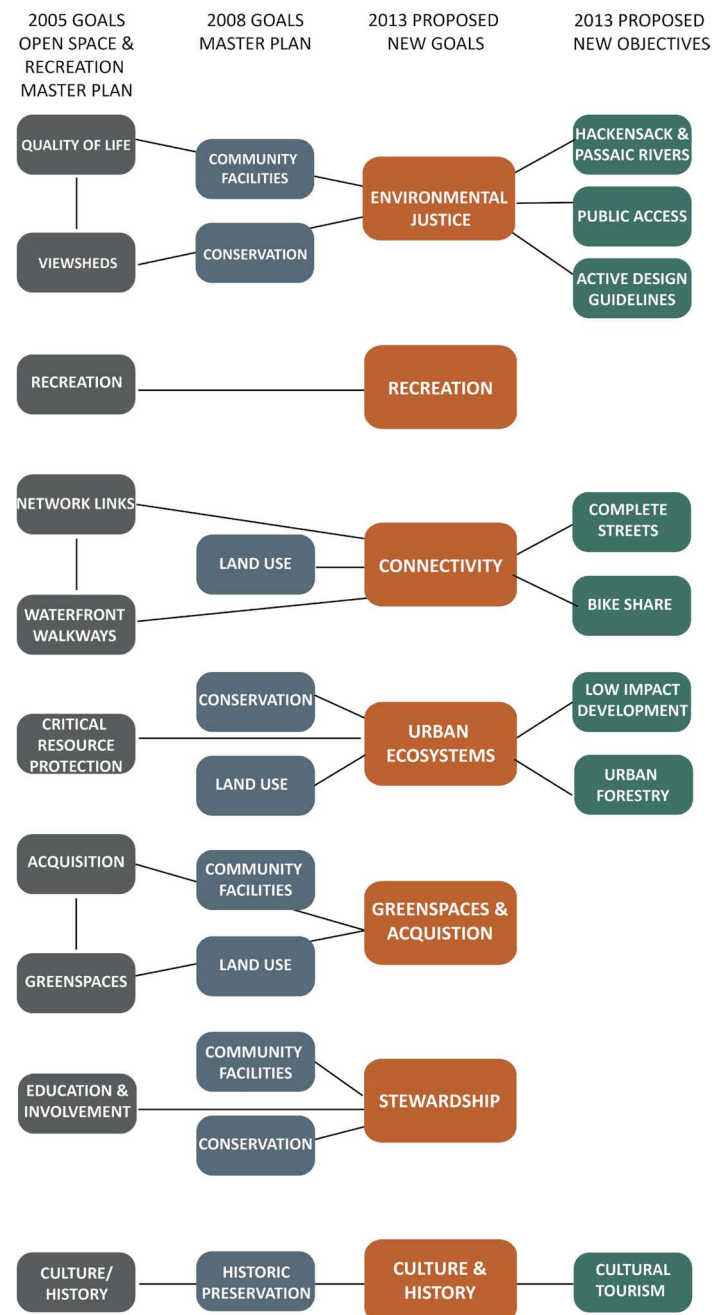 2005 GOALS
OPEN SPACE &
RECREATION
MASTER PLAN
2008 GOALS
MASTER PLAN
2013 PROPOSED
NEW GOALS
2013 PROPOSED
NEW OBJECTIVES
QUALITY OF LIFE
VIEWSHEDS
COMMUNITY
FACILITIES
CONSERVATION
ENVIRONMENTAL
JUSTICE
HACKENSACK &
PASSAIC RIVERS
PUBLIC ACCESS
ACTIVE DESIGN
GUIDELINES
RECREATION
RECREATION
NETWORK LINKS
WATERFRONT
WALKWAYS
LAND USE
CONNECTIVITY
COMPLETE
STREETS
BIKE SHARE
CRITICAL
RESOURCE
PROTECTION
CONSERVATION
LAND USE
URBAN
ECOSYSTEMS
LOW IMPACT
DEVELOPMENT
URBAN
FORESTRY
ACQUISITION
GREENSPACES
COMMUNITY
FACILITIES
LAND USE
GREENSPACES &
ACQUISTION
EDUCATION &
INVOLVEMENT
COMMUNITY
FACILITIES
CONSERVATION
STEWARDSHIP
CULTURE/
HISTORY
HISTORIC
PRESERVATION
CULTURE &
HISTORY
CULTURAL
TOURISM